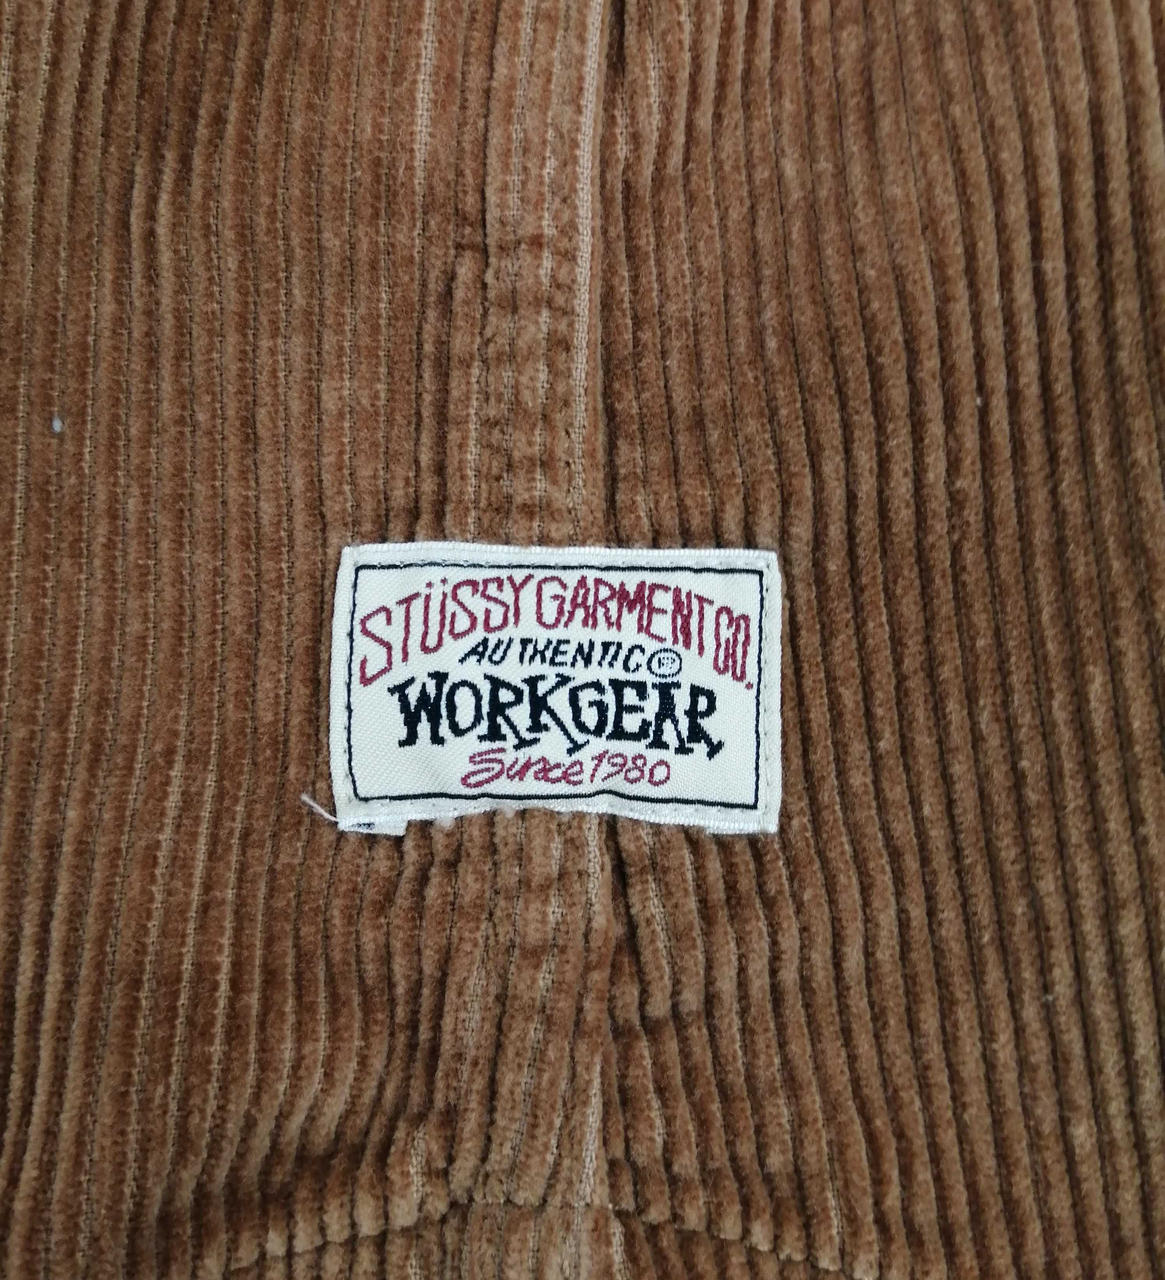 STÜSSY GARMENT CO.
AUTHENTIC ®
WORKGEAR
Since 1980